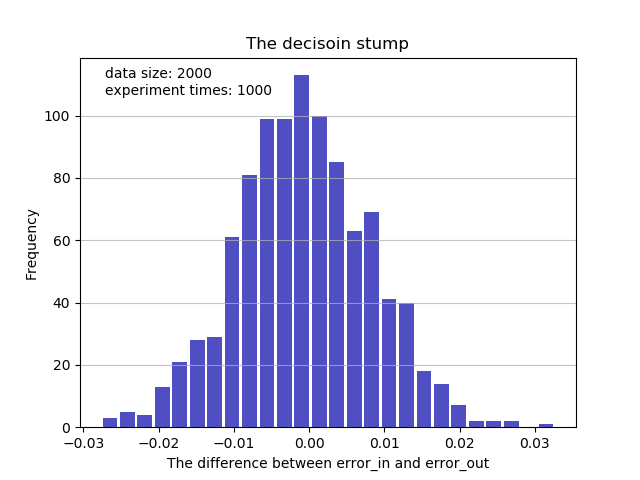 The decisoin stump
data size: 2000
experiment times: 1000
100
80
60
40
20
0
Frequency
−0.03 −0.02 −0.01 0.00 0.01 0.02 0.03
The difference between error_in and error_out